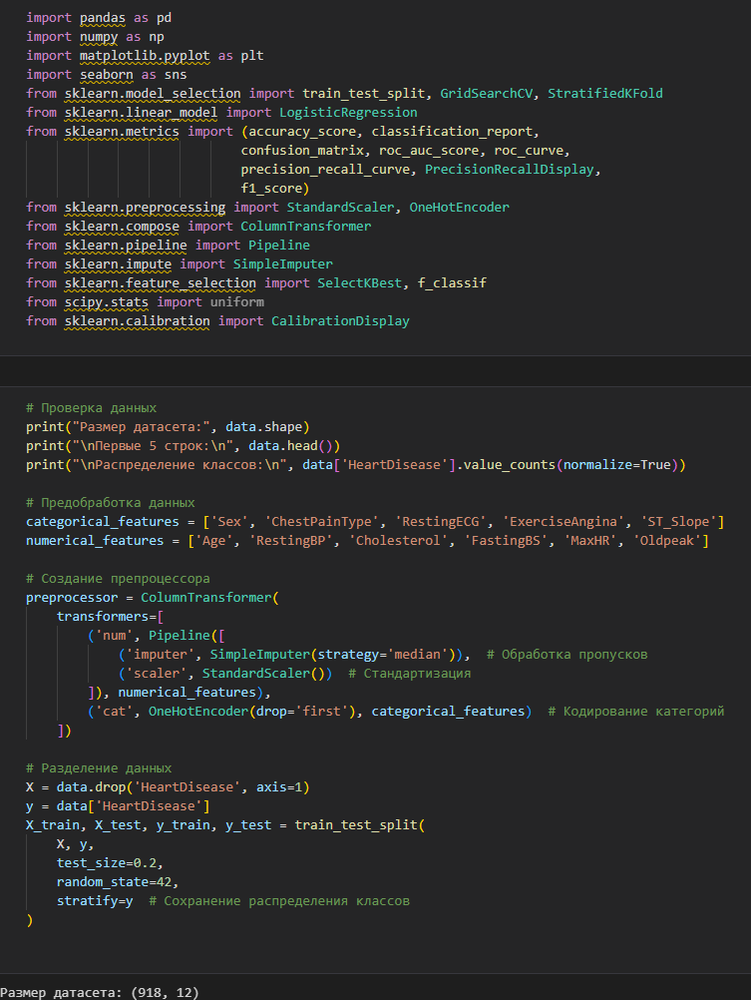 import pandas as pd
import numpy as np
import matplotlib.pyplot as plt
import seaborn as sns
from sklearn.model_selection import train_test_split, GridSearchCV, StratifiedKFold
from sklearn.linear_model import LogisticRegression
from sklearn.metrics import (accuracy_score, classification_report,
                            confusion_matrix, roc_auc_score, roc_curve,
                            precision_recall_curve, PrecisionRecallDisplay,
                            f1_score)
from sklearn.preprocessing import StandardScaler, OneHotEncoder
from sklearn.compose import ColumnTransformer
from sklearn.pipeline import Pipeline
from sklearn.impute import SimpleImputer
from sklearn.feature_selection import SelectKBest, f_classif
from scipy.stats import uniform
from sklearn.calibration import CalibrationDisplay
# Проверка данных
print("Размер датасета:", data.shape)
print("\nПервые 5 строк:\n", data.head())
print("\nРаспределение классов:\n", data['HeartDisease'].value_counts(normalize=True))
# Предобработка данных
categorical_features = ['Sex', 'ChestPainType', 'RestingECG', 'ExerciseAngina', 'ST_Slope']
numerical_features = ['Age', 'RestingBP', 'Cholesterol', 'FastingBS', 'MaxHR', 'Oldpeak']
# Создание препроцессора
preprocessor = ColumnTransformer(
    transformers=[
        ('num', Pipeline([
            ('imputer', SimpleImputer(strategy='median')),  # Обработка пропусков
            ('scaler', StandardScaler())  # Стандартизация
        ]), numerical_features),
        ('cat', OneHotEncoder(drop='first'), categorical_features)  # Кодирование категорий
    ])
# Разделение данных
X = data.drop('HeartDisease', axis=1)
y = data['HeartDisease']
X_train, X_test, y_train, y_test = train_test_split(
    X, y,
    test_size=0.2,
    random_state=42,
    stratify=y  # Сохранение распределения классов
)
Размер датасета: (918, 12)